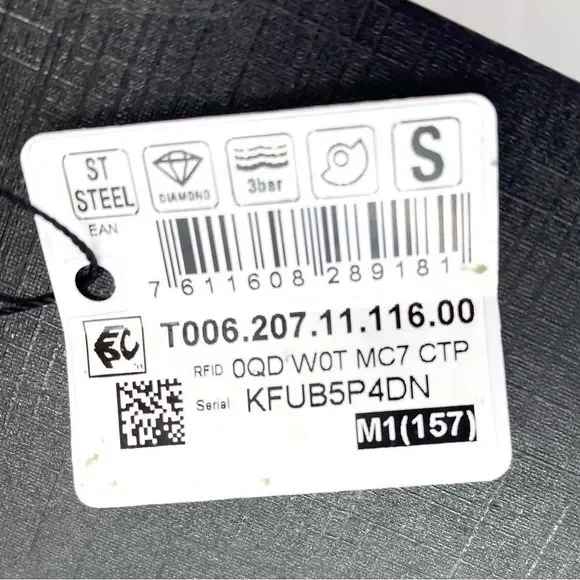 ST
STEEL
DIAMOND
3bar
S
EAN
7 611608 289181
T006.207.11.116.00
RFID 0QD W0T MC7 CTP
Serial KFUB5P4DN
M1(157)